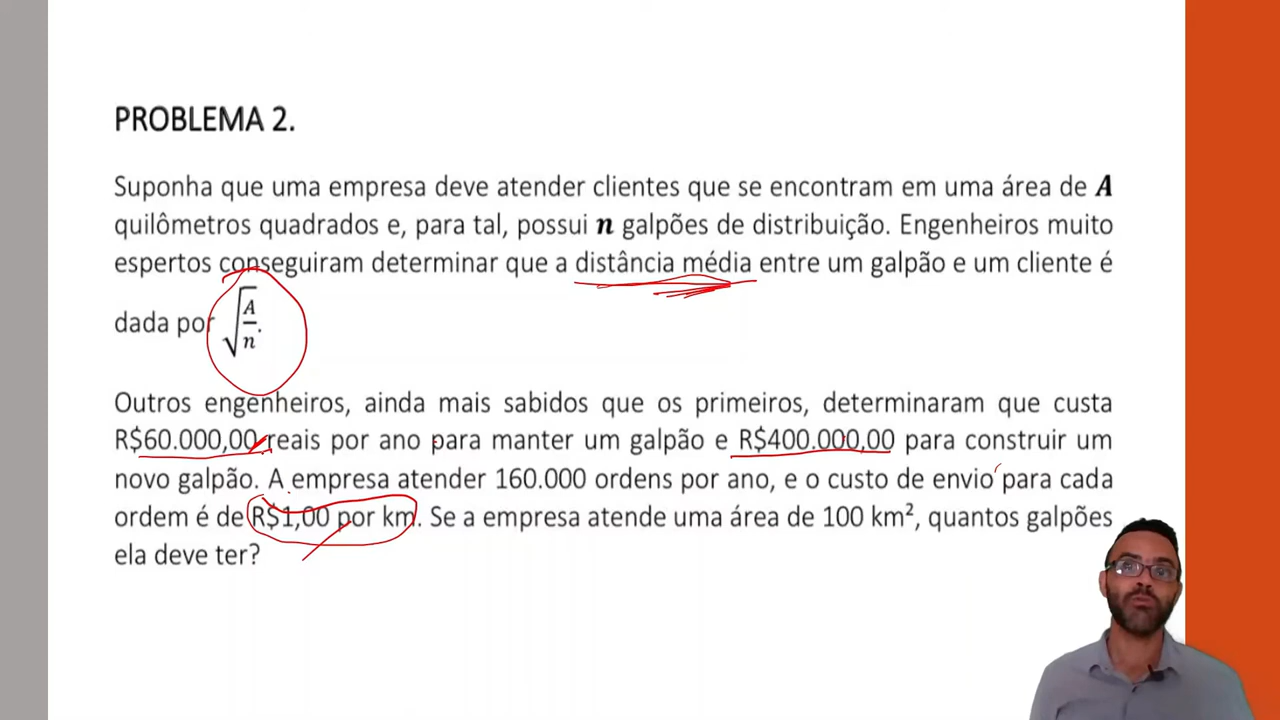 PROBLEMA 2.
Suponha que uma empresa deve atender clientes que se encontram em uma área de A
quilômetros quadrados e, para tal, possui n galpões de distribuição. Engenheiros muito
espertos conseguiram determinar que a distância média entre um galpão e um cliente é
dada por √(A/n).
Outros engenheiros, ainda mais sabidos que os primeiros, determinaram que custa
R$60.000,00 reais por ano para manter um galpão e R$400.000,00 para construir um
novo galpão. A empresa atender 160.000 ordens por ano, e o custo de envio para cada
ordem é de R$1,00 por km. Se a empresa atende uma área de 100 km², quantos galpões
ela deve ter?